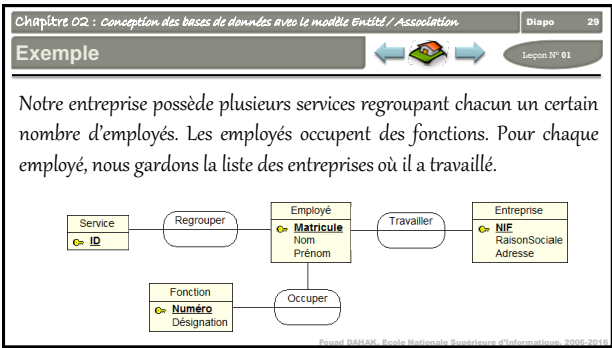 Chapitre 02 : Conception des bases de données avec le modèle Entité / Association
Diapo 29
Exemple
Leçon N° 01
Notre entreprise possède plusieurs services regroupant chacun un certain
nombre d'employés. Les employés occupent des fonctions. Pour chaque
employé, nous gardons la liste des entreprises où il a travaillé.
Service
ID
Regrouper
Employé
Matricule
Nom
Prénom
Travailler
Entreprise
NIF
RaisonSociale
Adresse
Fonction
Numéro
Désignation
Occuper
Fouad DAHAK, Ecole Nationale Supérieure d'Informatique, 2006-2016